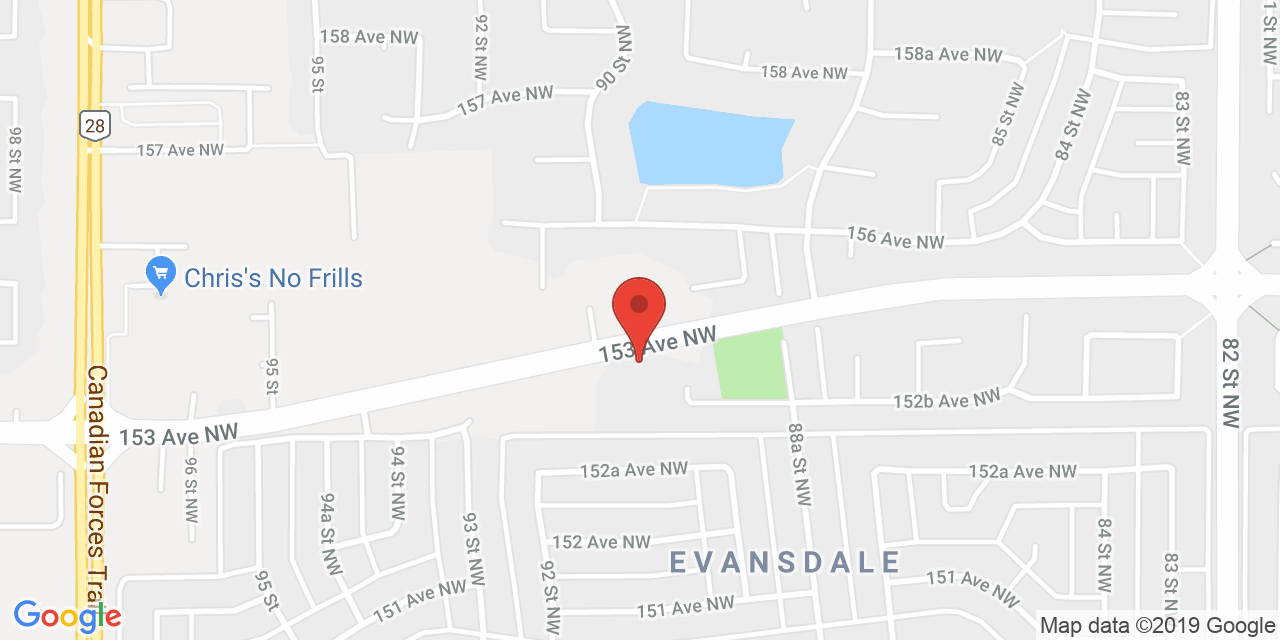 158 Ave NW
95 St
92 St NW
90 St NW
157 Ave NW
158 Ave NW
158a Ave NW
85 St NW
84 St NW
83 St NW
1 St NW
28
157 Ave NW
98 St NW
156 Ave NW
Chris's No Frills
95 St
153 Ave NW
153 Ave NW
152b Ave NW
82 St NW
Canadian Forces Trai
96 St NW
94 St NW
94a St NW
93 St NW
95 St
151 Ave NW
152a Ave NW
152 Ave NW
92 St NW
151 Ave NW
88a St NW
EVANSDALE
152a Ave NW
151 Ave NW
84 St NW
83 St
Google
Map data ©2019 Google